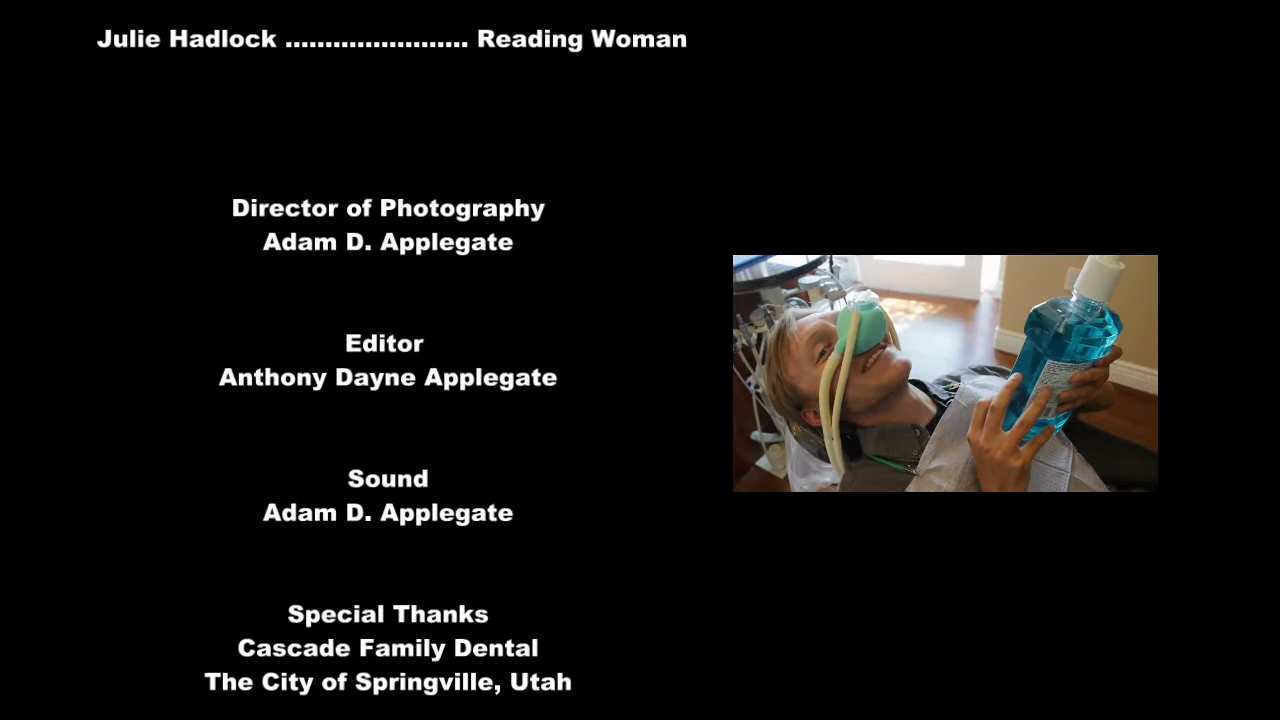 Julie Hadlock ....................... Reading Woman
Director of Photography
Adam D. Applegate
Editor
Anthony Dayne Applegate
Sound
Adam D. Applegate
Special Thanks
Cascade Family Dental
The City of Springville, Utah